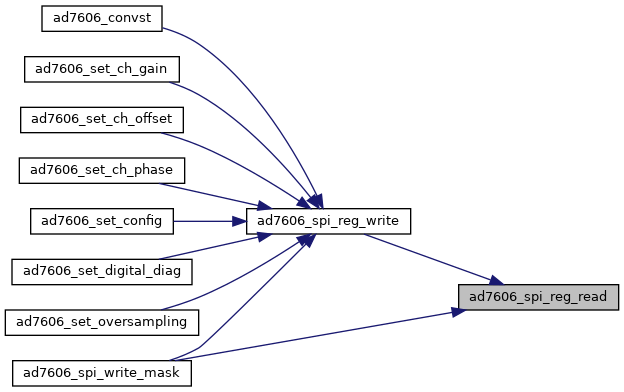 ad7606_convst
ad7606_set_ch_gain
ad7606_set_ch_offset
ad7606_set_ch_phase
ad7606_set_config
ad7606_set_digital_diag
ad7606_set_oversampling
ad7606_spi_write_mask
ad7606_spi_reg_write
ad7606_spi_reg_read